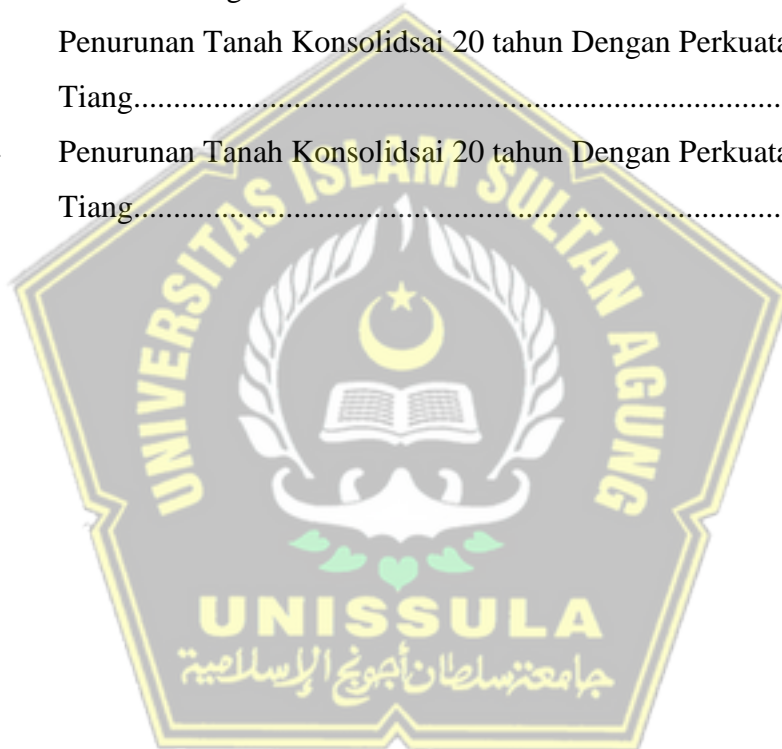 Penurunan Tanah Konsolidsai 20 tahun Dengan Perkuata
Tiang
Penurunan Tanah Konsolidsai 20 tahun Dengan Perkuata
Tiang
UNIVERSITAS ISLAM SULTAN AGUNG
UNISSULA
جامعة سلطان أجونج الإسلامية